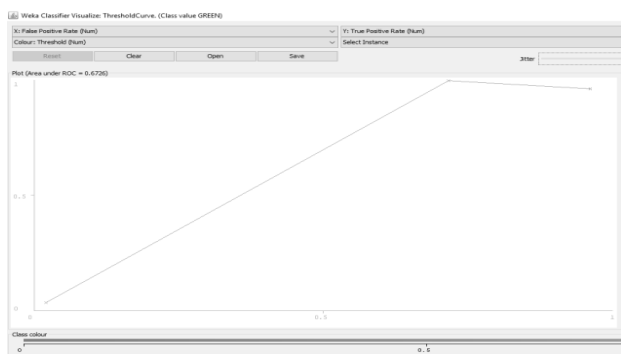 Weka Classifier Visualize: ThresholdCurve. (Class value GREEN)
X: False Positive Rate (Num)
Y: True Positive Rate (Num)
Colour: Threshold (Num)
Select Instance
Reset
Clear
Open
Save
Jitter
Plot (Area under ROC = 0.6726)
1
0.5
0
0
0.5
1
Class colour
0
0.5